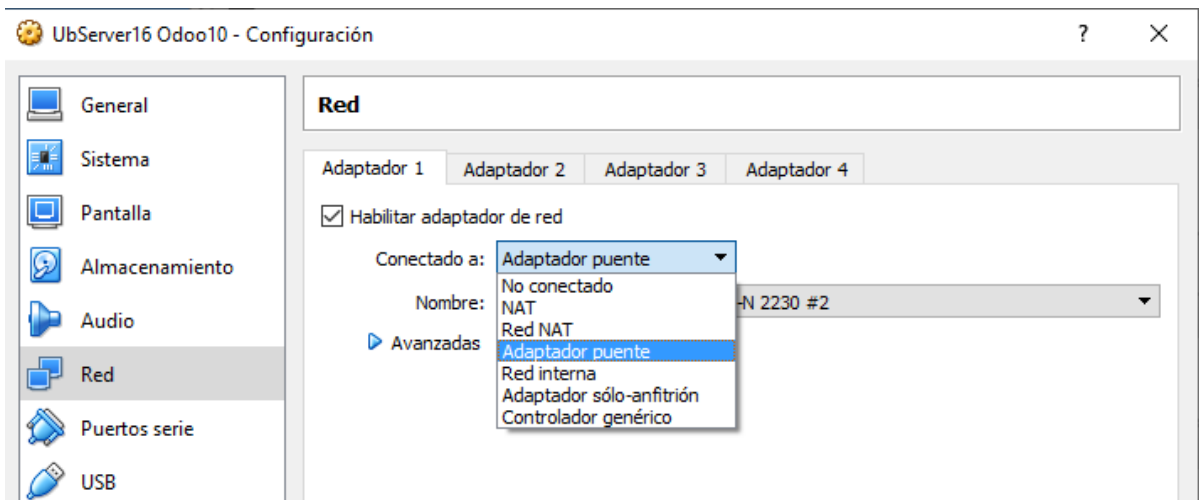 UbServer16 Odoo10 - Configuración ?
General
Sistema
Pantalla
Almacenamiento
Audio
Red
Puertos serie
USB
Red
Adaptador 1 Adaptador 2 Adaptador 3 Adaptador 4
Habilitar adaptador de red
Conectado a: Adaptador puente
No conectado
Nombre: -N 2230 #2
NAT
Red NAT
Avanzadas
Adaptador puente
Red interna
Adaptador sólo-anfitrión
Controlador genérico